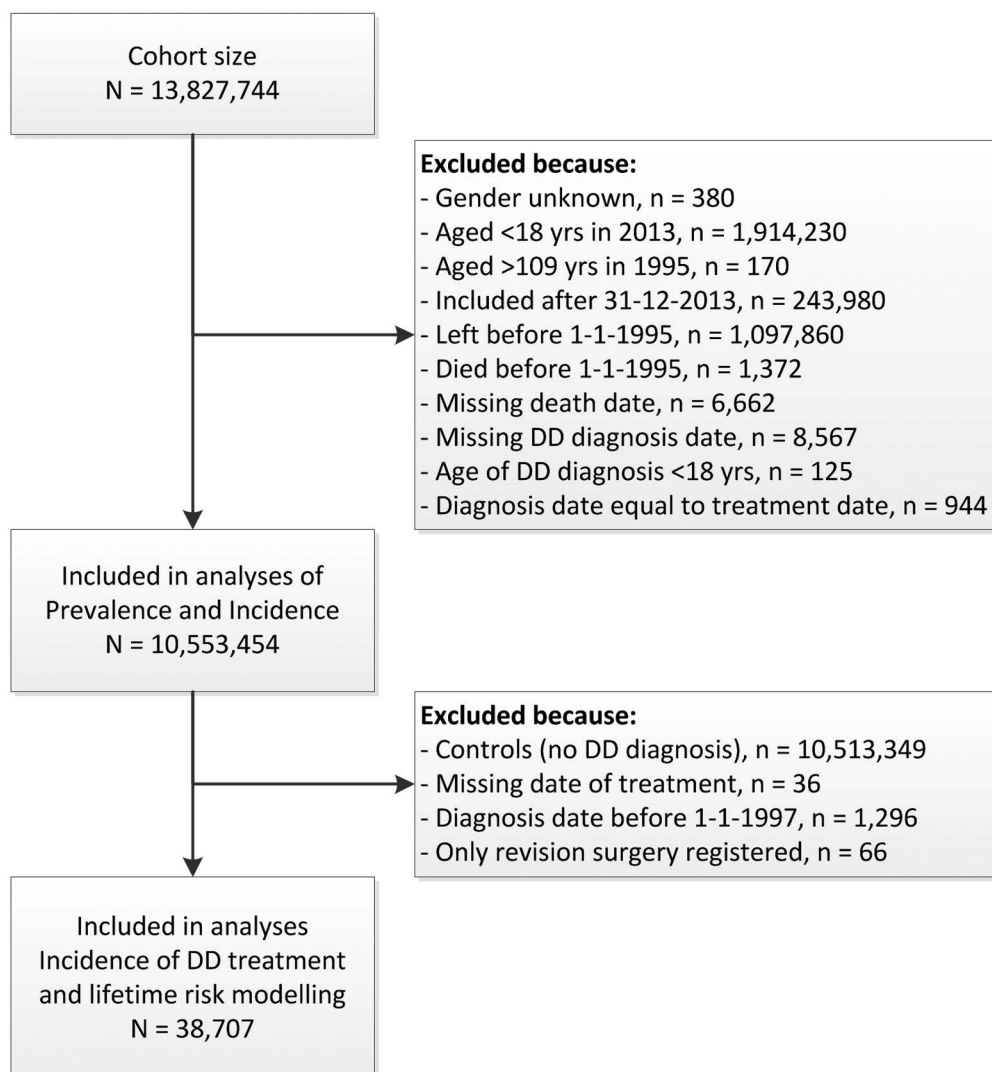 Cohort size
N = 13,827,744
Excluded because:
- Gender unknown, n = 380
- Aged <18 yrs in 2013, n = 1,914,230
- Aged >109 yrs in 1995, n = 170
- Included after 31-12-2013, n = 243,980
- Left before 1-1-1995, n = 1,097,860
- Died before 1-1-1995, n = 1,372
- Missing death date, n = 6,662
- Missing DD diagnosis date, n = 8,567
- Age of DD diagnosis <18 yrs, n = 125
- Diagnosis date equal to treatment date, n = 944
Included in analyses of
Prevalence and Incidence
N = 10,553,454
Excluded because:
- Controls (no DD diagnosis), n = 10,513,349
- Missing date of treatment, n = 36
- Diagnosis date before 1-1-1997, n = 1,296
- Only revision surgery registered, n = 66
Included in analyses
Incidence of DD treatment
and lifetime risk modelling
N = 38,707